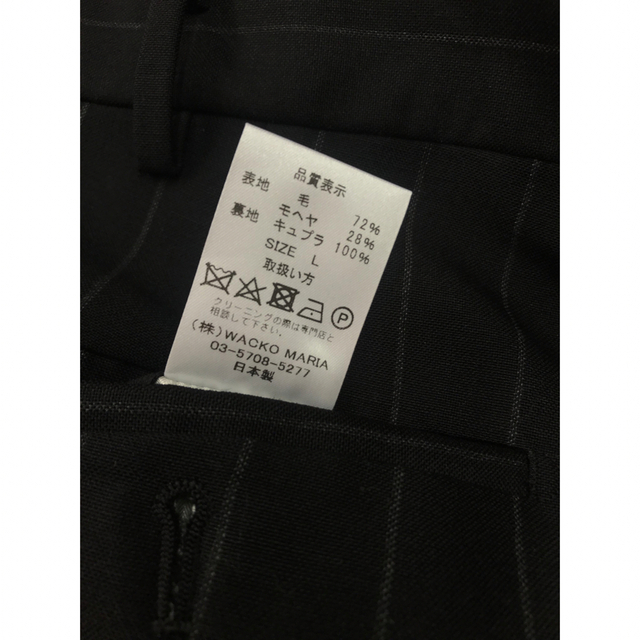 品質表示
表地 毛 72%
モヘヤ 28%
裏地 キュプラ 100%
SIZE L
取扱い方
P
クリーニングの際は専門店と
相談して下さい。
(株)WACKO MARIA
03-5708-5277
日本製